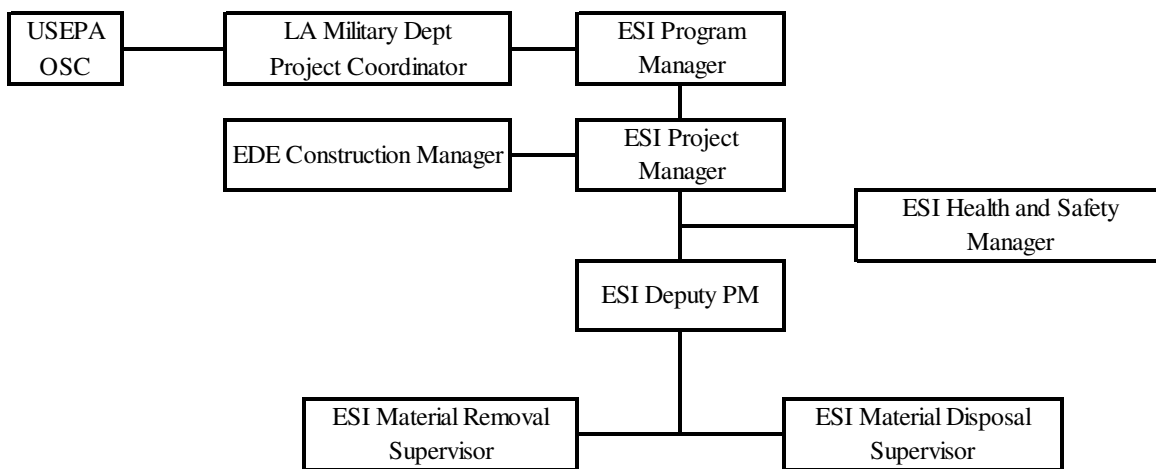 USEPA
OSC
LA Military Dept
Project Coordinator
ESI Program
Manager
EDE Construction Manager
ESI Project
Manager
ESI Health and Safety
Manager
ESI Deputy PM
ESI Material Removal
Supervisor
ESI Material Disposal
Supervisor